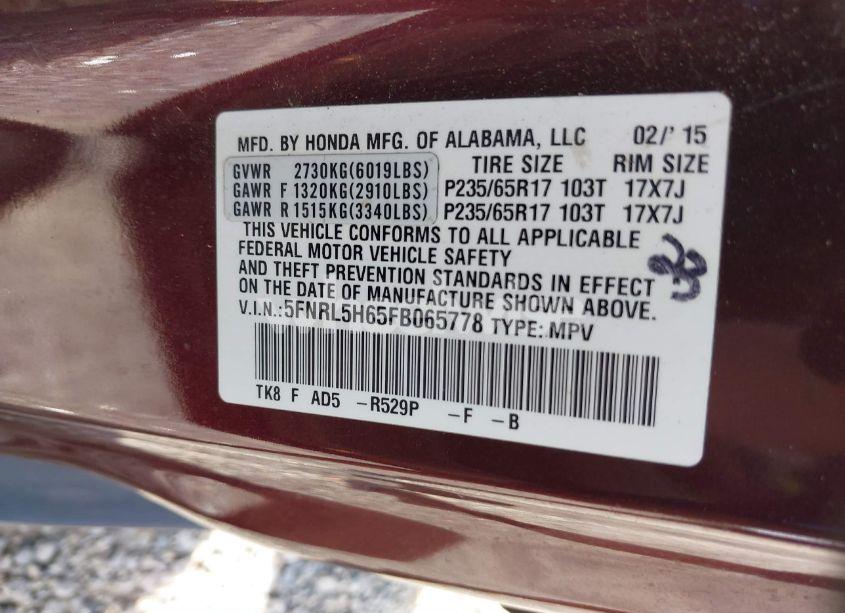 MFD. BY HONDA MFG. OF ALABAMA, LLC 02/'15
GVWR 2730KG(6019LBS) TIRE SIZE RIM SIZE
GAWR F 1320KG(2910LBS) P235/65R17 103T 17X7J
GAWR R 1515KG(3340LBS) P235/65R17 103T 17X7J
THIS VEHICLE CONFORMS TO ALL APPLICABLE
FEDERAL MOTOR VEHICLE SAFETY
AND THEFT PREVENTION STANDARDS IN EFFECT
ON THE DATE OF MANUFACTURE SHOWN ABOVE.
V.I.N.:5FNRL5H65FB065778 TYPE: MPV
TK8 F AD5 -R529P -F -B